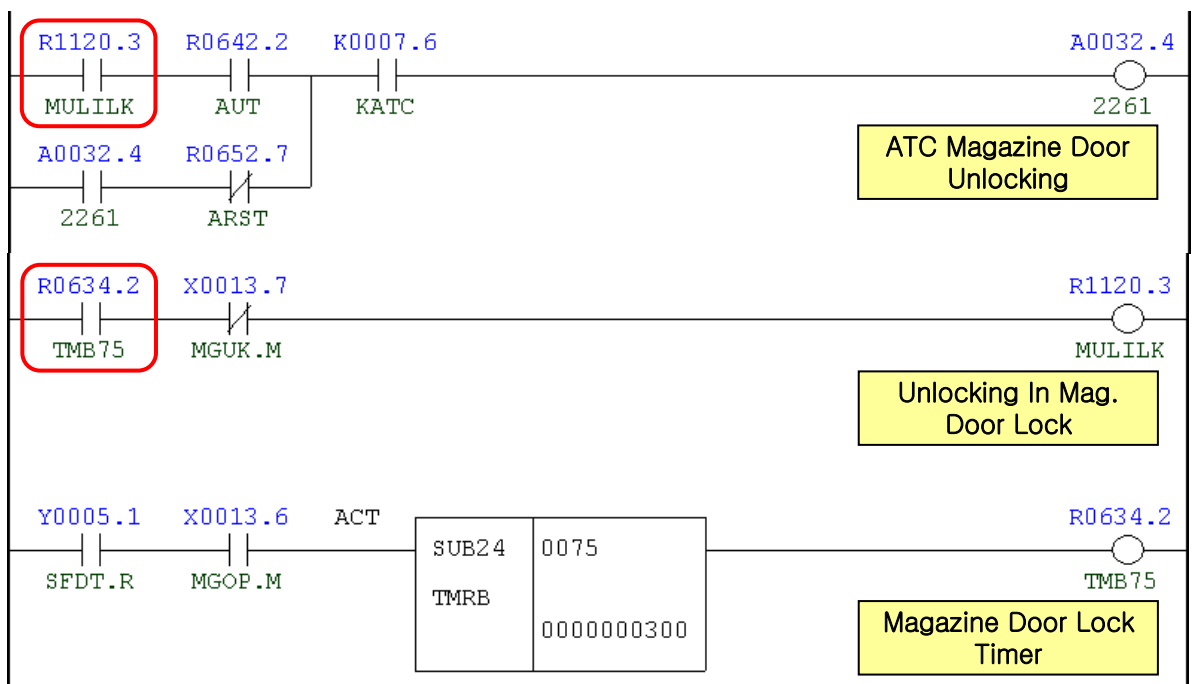 R1120.3 R0642.2 K0007.6 A0032.4
MULILK AUT KATC 2261
ATC Magazine Door
Unlocking
A0032.4 R0652.7
2261 ARST
R0634.2 X0013.7 R1120.3
TMB75 MGUK.M MULILK
Unlocking In Mag.
Door Lock
Y0005.1 X0013.6 ACT R0634.2
SUB24 0075
SFDT.R MGOP.M TMB75
TMRB
0000000300
Magazine Door Lock
Timer